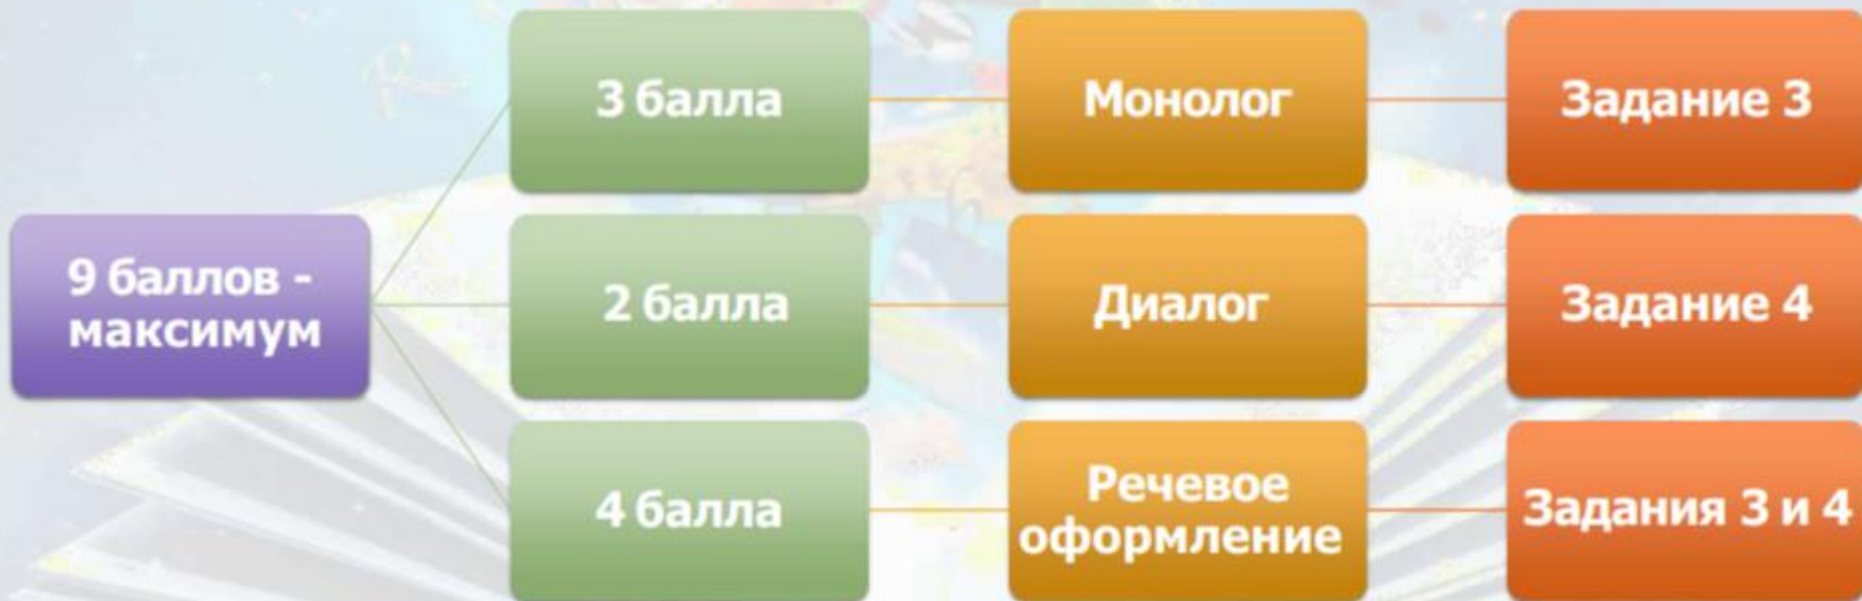 3 балла
Монолог
Задание 3
9 баллов -
максимум
2 балла
Диалог
Задание 4
4 балла
Речевое
оформление
Задания 3 и 4